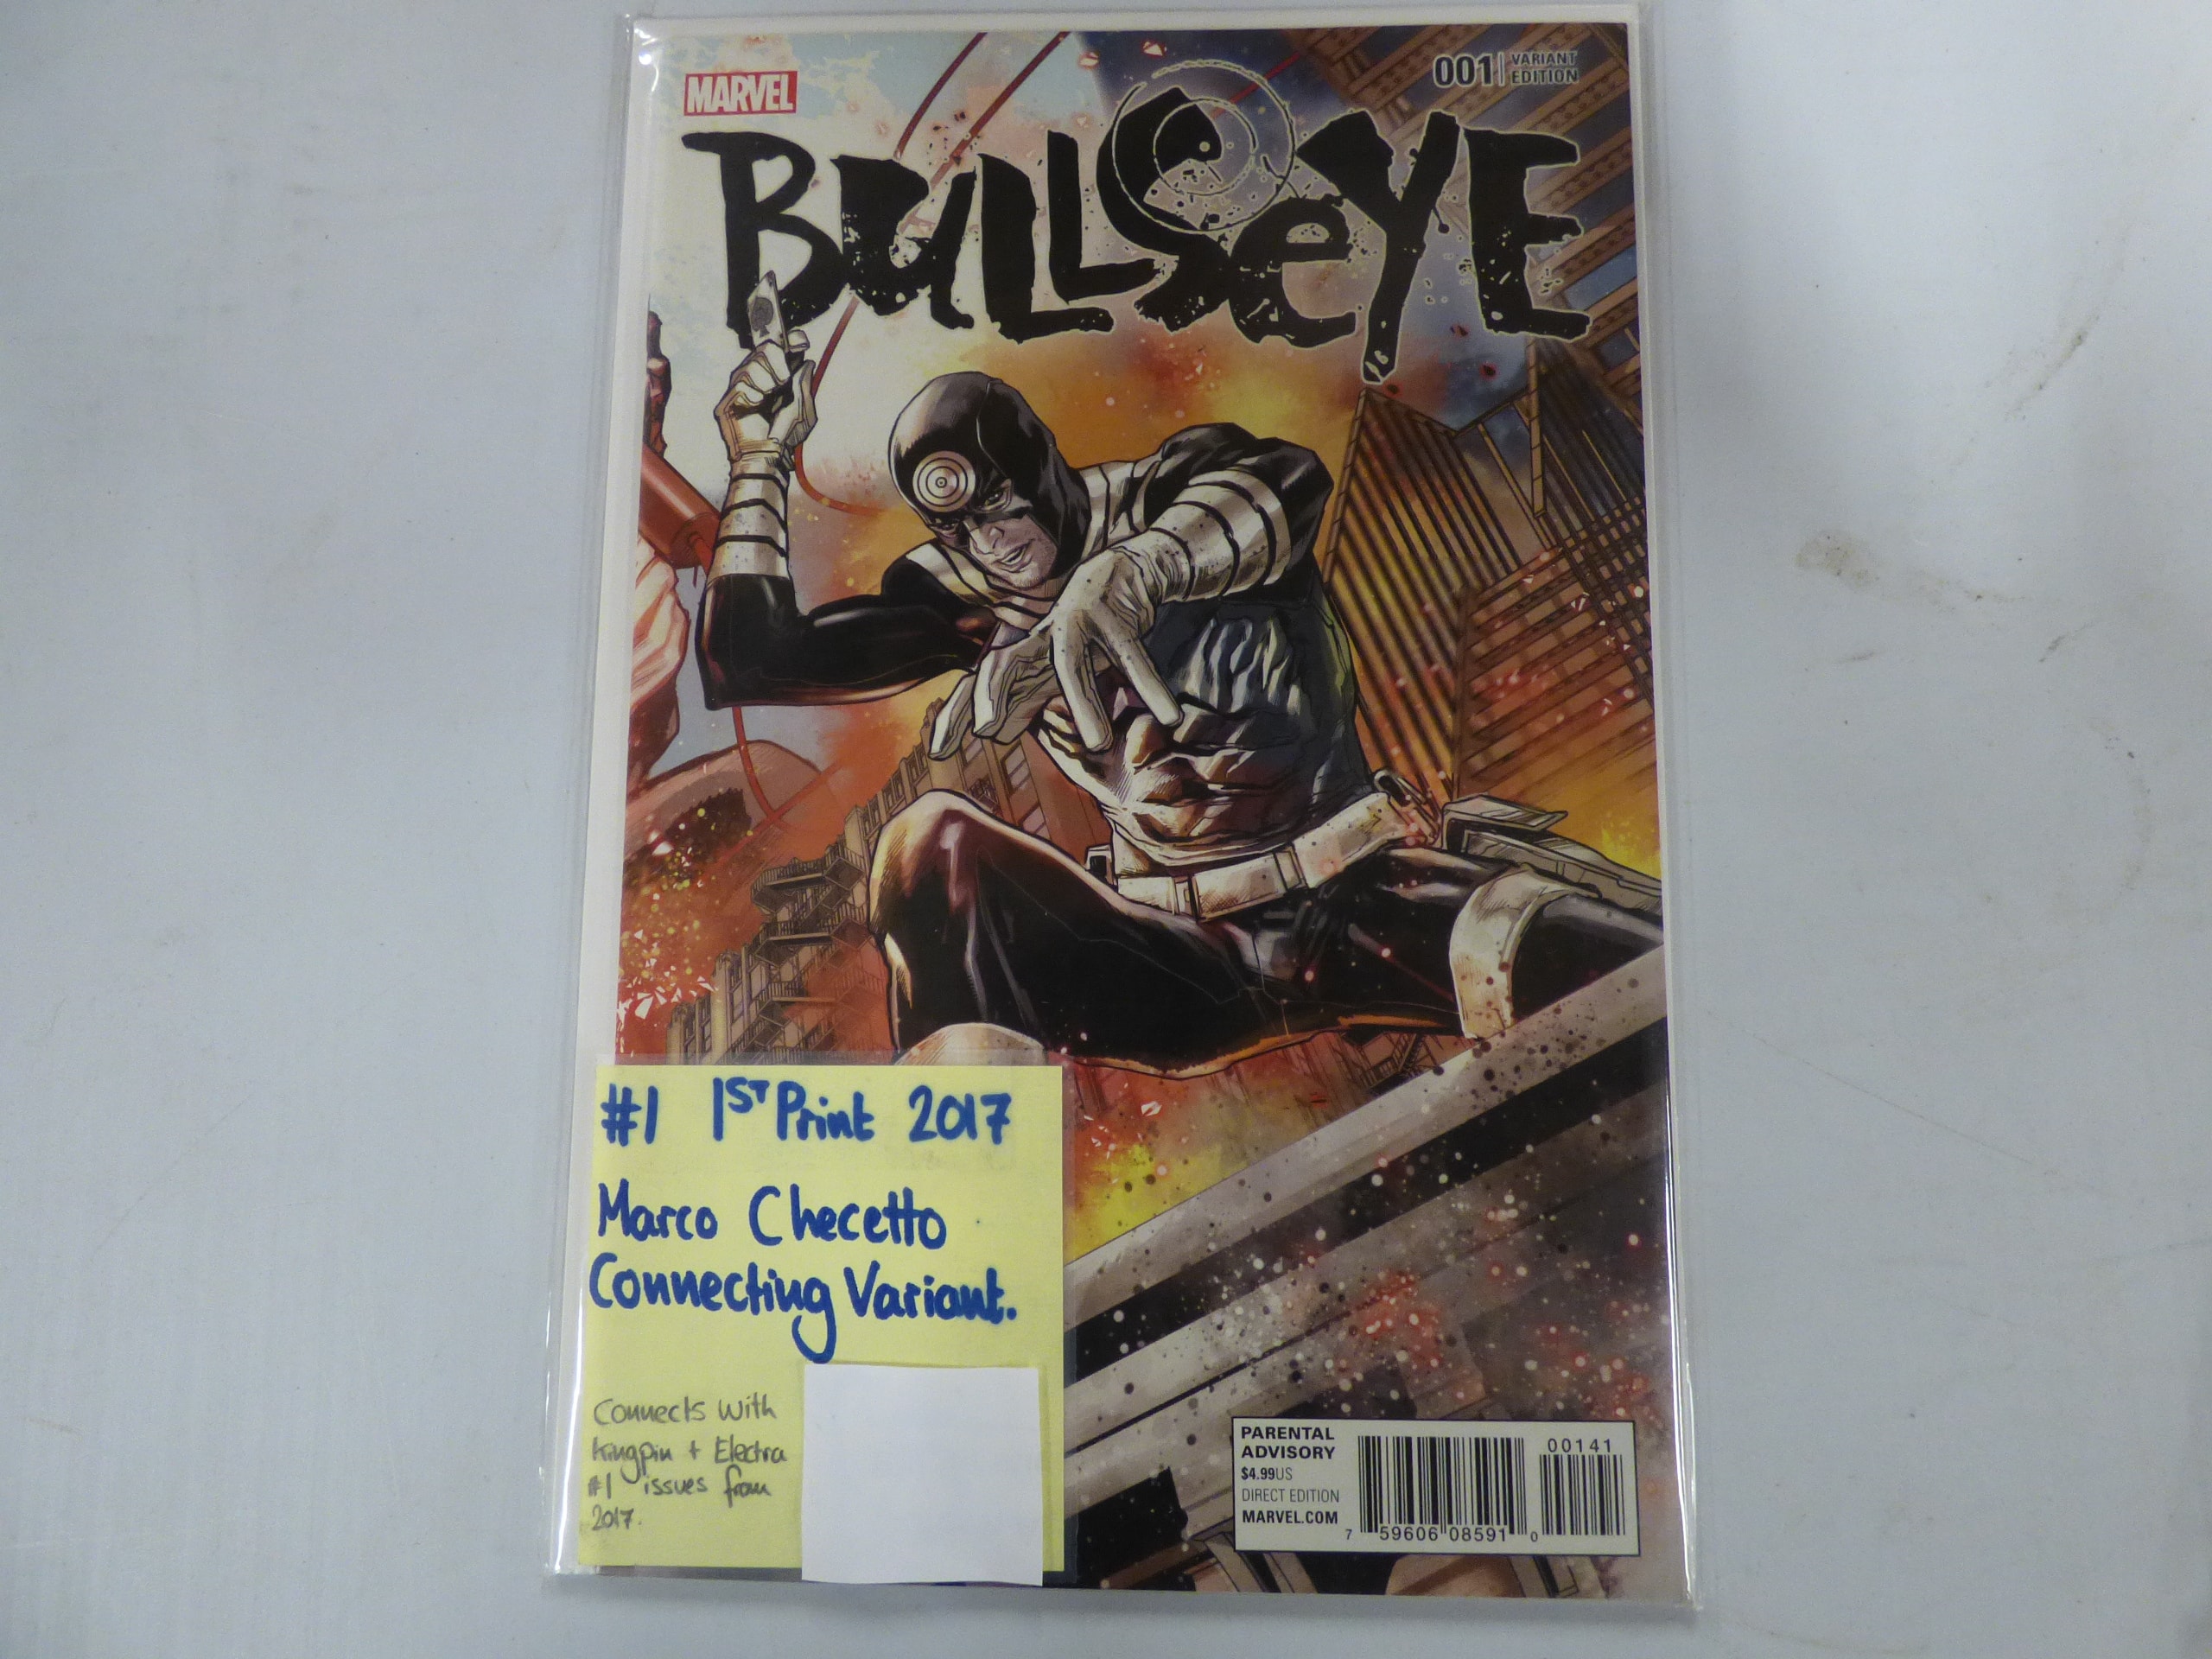 MARVEL
001 VARIANT
EDITION
BULLSEYE
#1 1ST Print 2017
Marco Checetto
Connecting Variant.
Connects with
Kingpin + Electra
#1 issues from
2017.
PARENTAL
ADVISORY
$4.99US
DIRECT EDITION
MARVEL.COM
00141
7 59606 08591 0